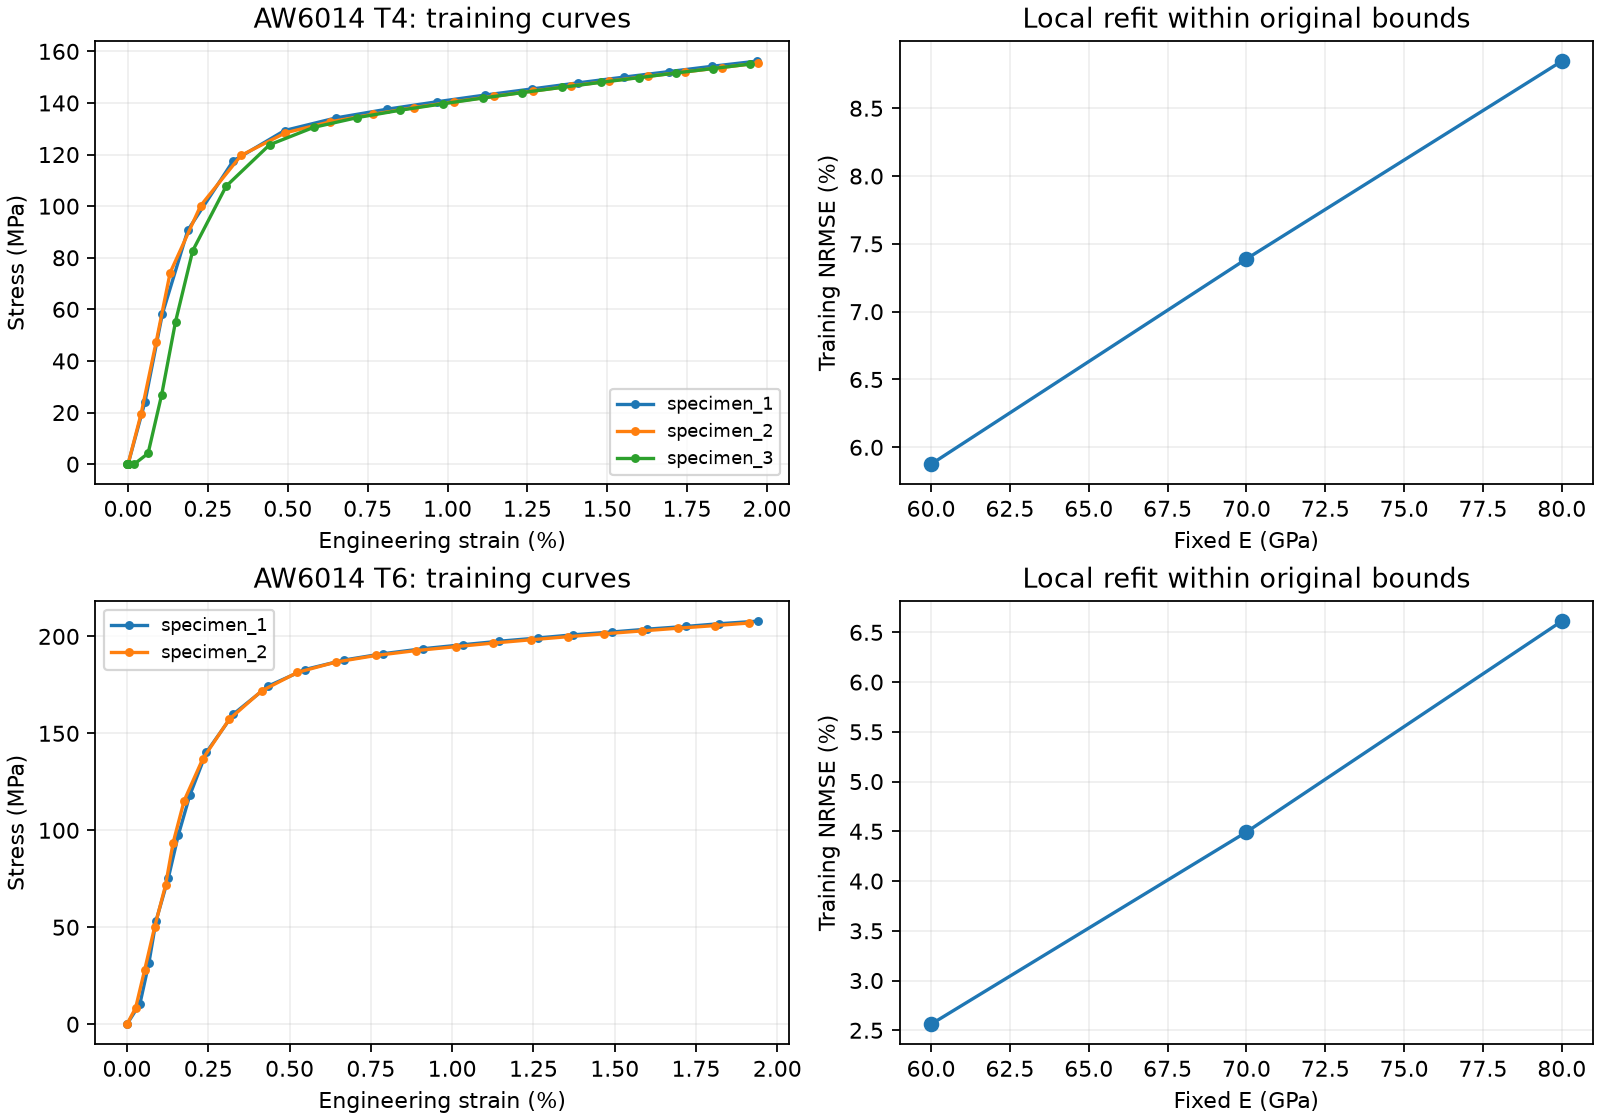 AW6014 T4: training curves
160
140
120
100
80
60
40
20
0
Stress (MPa)
specimen_1
specimen_2
specimen_3
0.00 0.25 0.50 0.75 1.00 1.25 1.50 1.75 2.00
Engineering strain (%)
Local refit within original bounds
8.5
8.0
7.5
7.0
6.5
6.0
Training NRMSE (%)
60.0 62.5 65.0 67.5 70.0 72.5 75.0 77.5 80.0
Fixed E (GPa)
AW6014 T6: training curves
specimen_1
specimen_2
200
150
100
50
0
Stress (MPa)
0.00 0.25 0.50 0.75 1.00 1.25 1.50 1.75 2.00
Engineering strain (%)
Local refit within original bounds
6.5
6.0
5.5
5.0
4.5
4.0
3.5
3.0
2.5
Training NRMSE (%)
60.0 62.5 65.0 67.5 70.0 72.5 75.0 77.5 80.0
Fixed E (GPa)